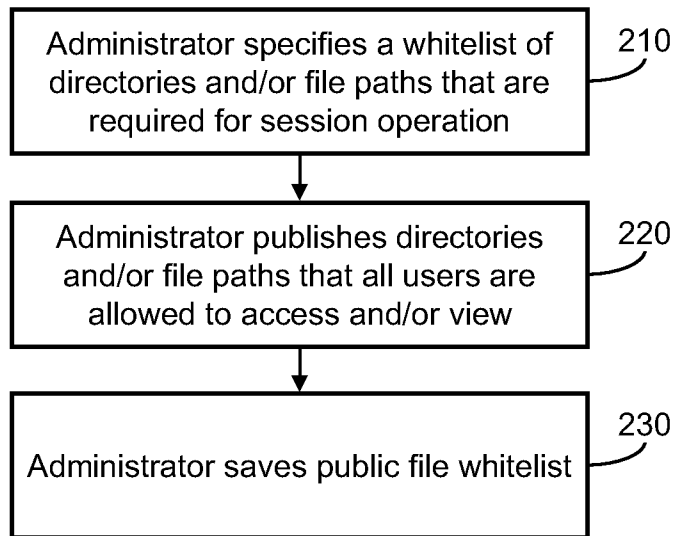 Administrator specifies a whitelist of
directories and/or file paths that are
required for session operation
210
Administrator publishes directories
and/or file paths that all users are
allowed to access and/or view
220
Administrator saves public file whitelist
230